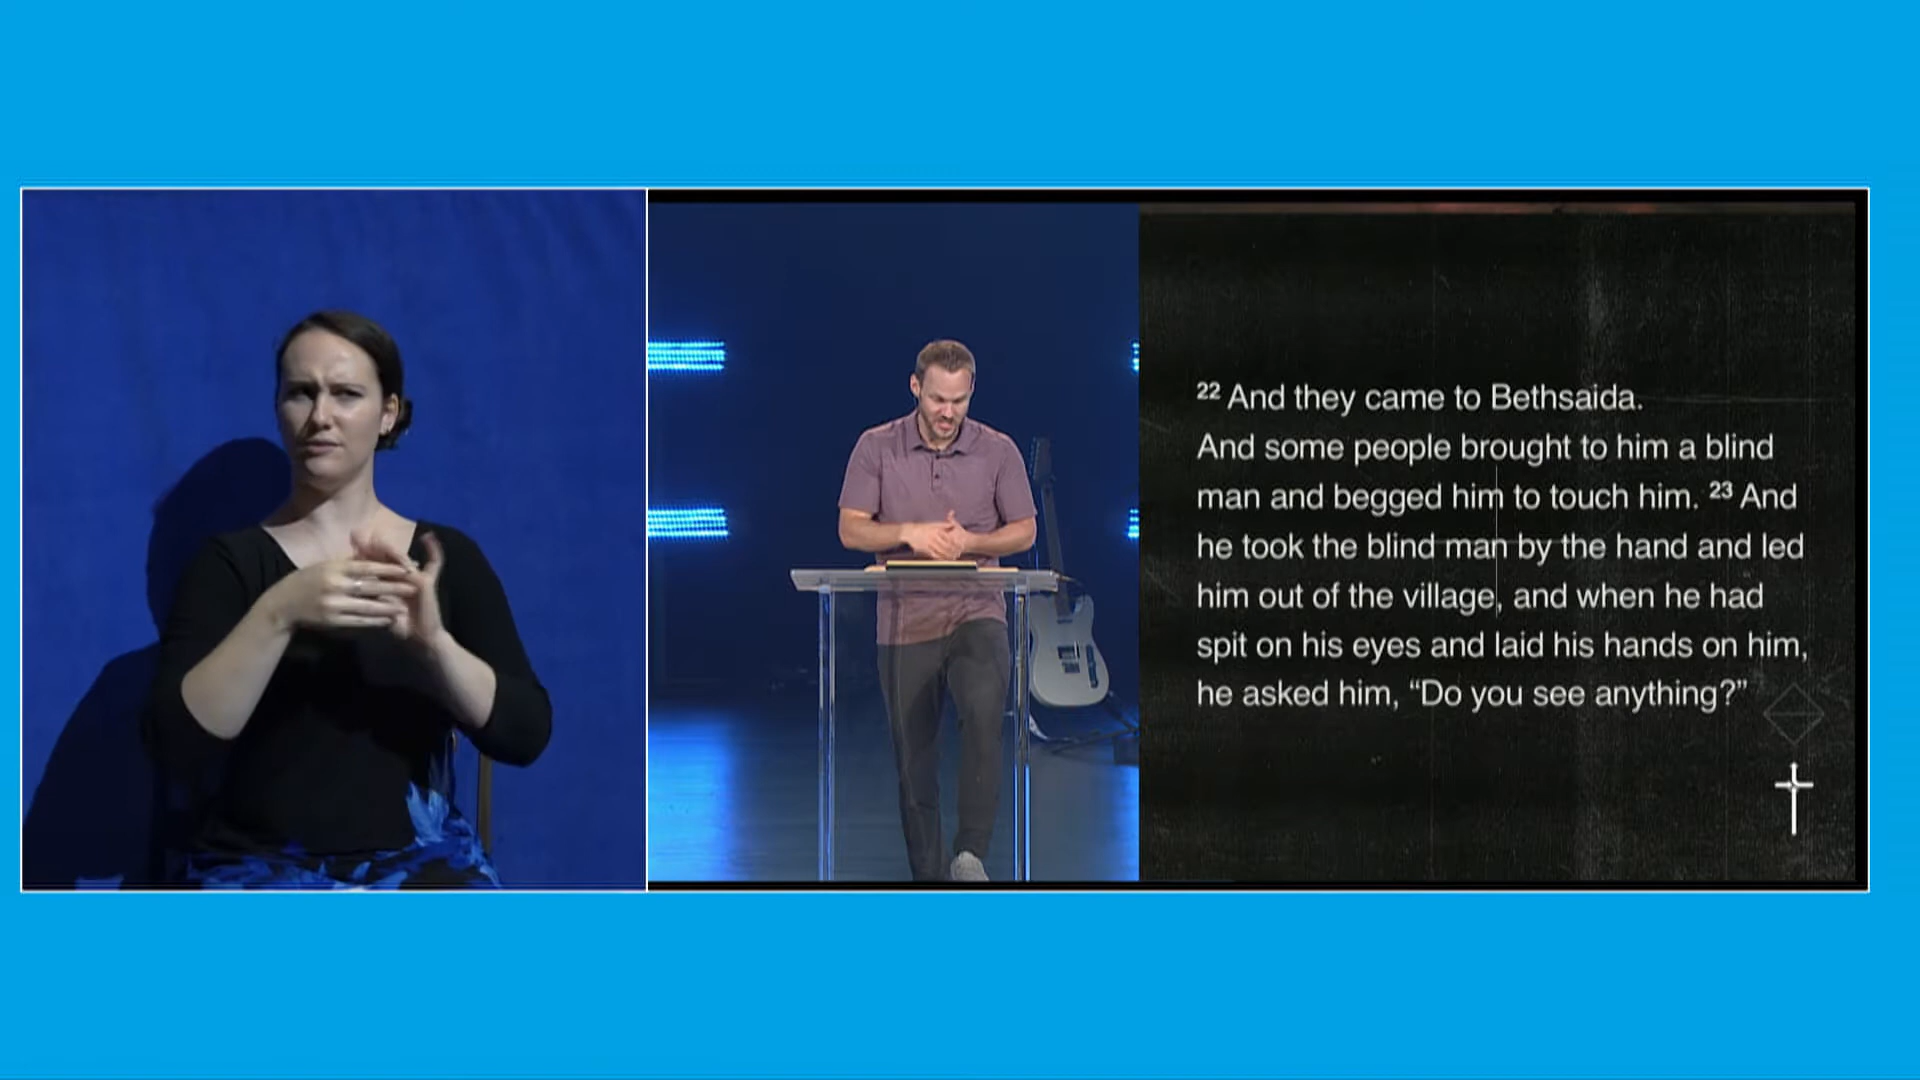 22 And they came to Bethsaida.
And some people brought to him a blind
man and begged him to touch him. 23 And
he took the blind man by the hand and led
him out of the village, and when he had
spit on his eyes and laid his hands on him,
he asked him, “Do you see anything?”